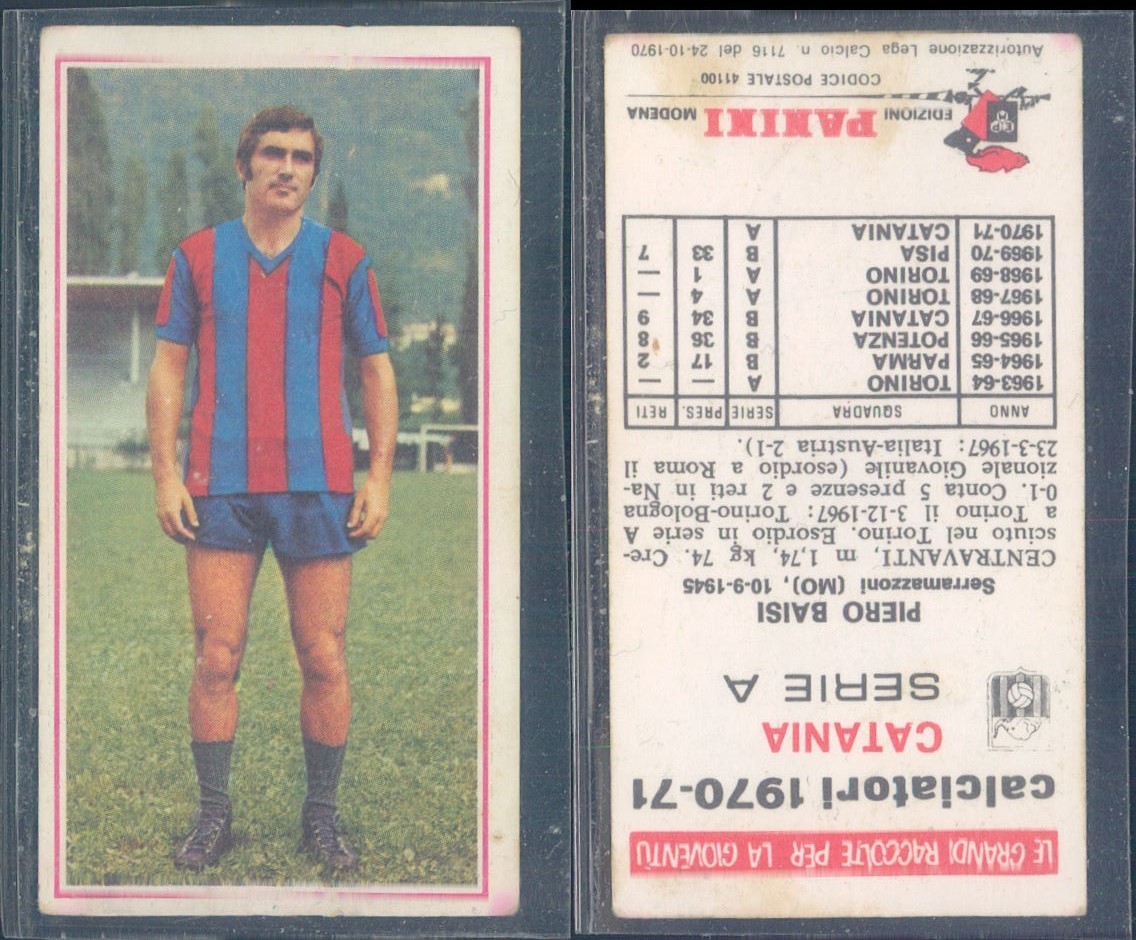 LE GRANDI RACCOLTE PER LA GIOVENTÙ
calciatori 1970-71
CATANIA
SERIE A
PIERO BAISI
Serramazzoni (MO), 10-9-1945
CENTRAVANTI, m 1,74, kg 74. Cre-
sciuto nel Torino. Esordio in serie A
a Torino il 3-12-1967: Torino-Bologna
0-1. Conta 5 presenze e 2 reti in Na-
zionale Giovanile (esordio a Roma il
23-3-1967: Italia-Austria 2-1).
ANNO SQUADRA SERIE PRES. RETI
1963-64 TORINO A — —
1964-65 PARMA B 17 2
1965-66 POTENZA B 36 8
1966-67 CATANIA B 34 9
1967-68 TORINO A 4 —
1968-69 TORINO A 1 —
1969-70 PISA B 33 7
1970-71 CATANIA A
EDIZIONI PANINI MODENA
CODICE POSTALE 41100
Autorizzazione Lega Calcio n. 7116 del 24-10-1970